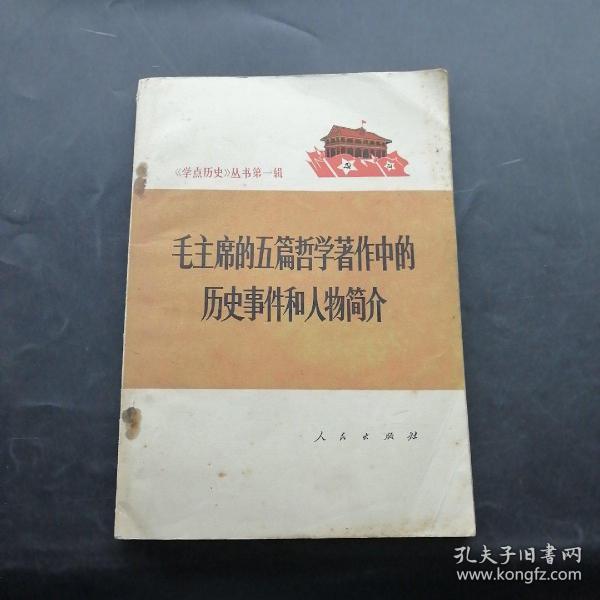 《学点历史》丛书第一辑
毛主席的五篇哲学著作中的
历史事件和人物简介
人民出版社
孔夫子旧书网
www.kongfz.com